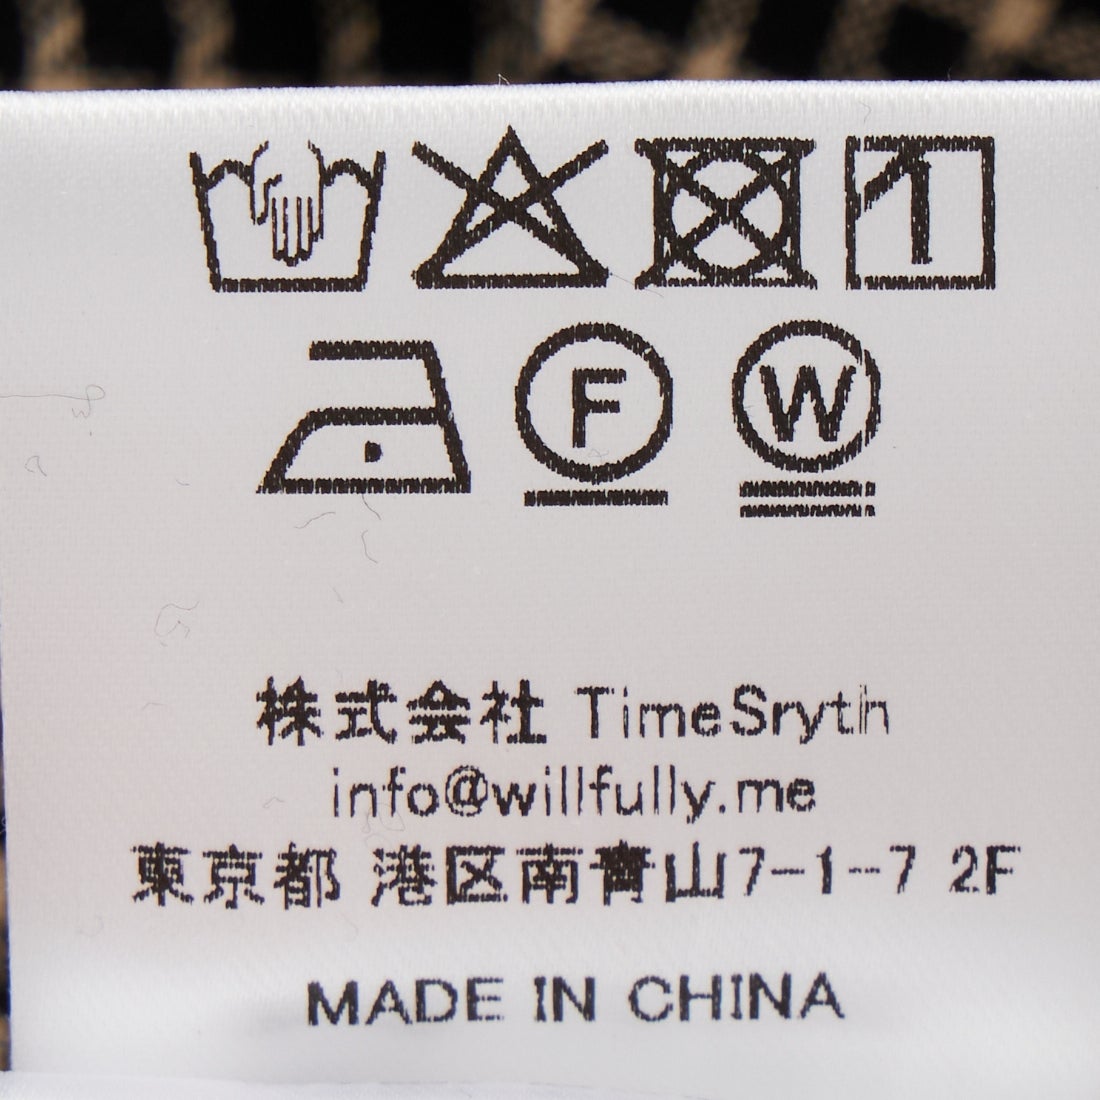 F W
株式会社 TimeSryth
info@willfully.me
東京都 港区南青山7-1-7 2F
MADE IN CHINA